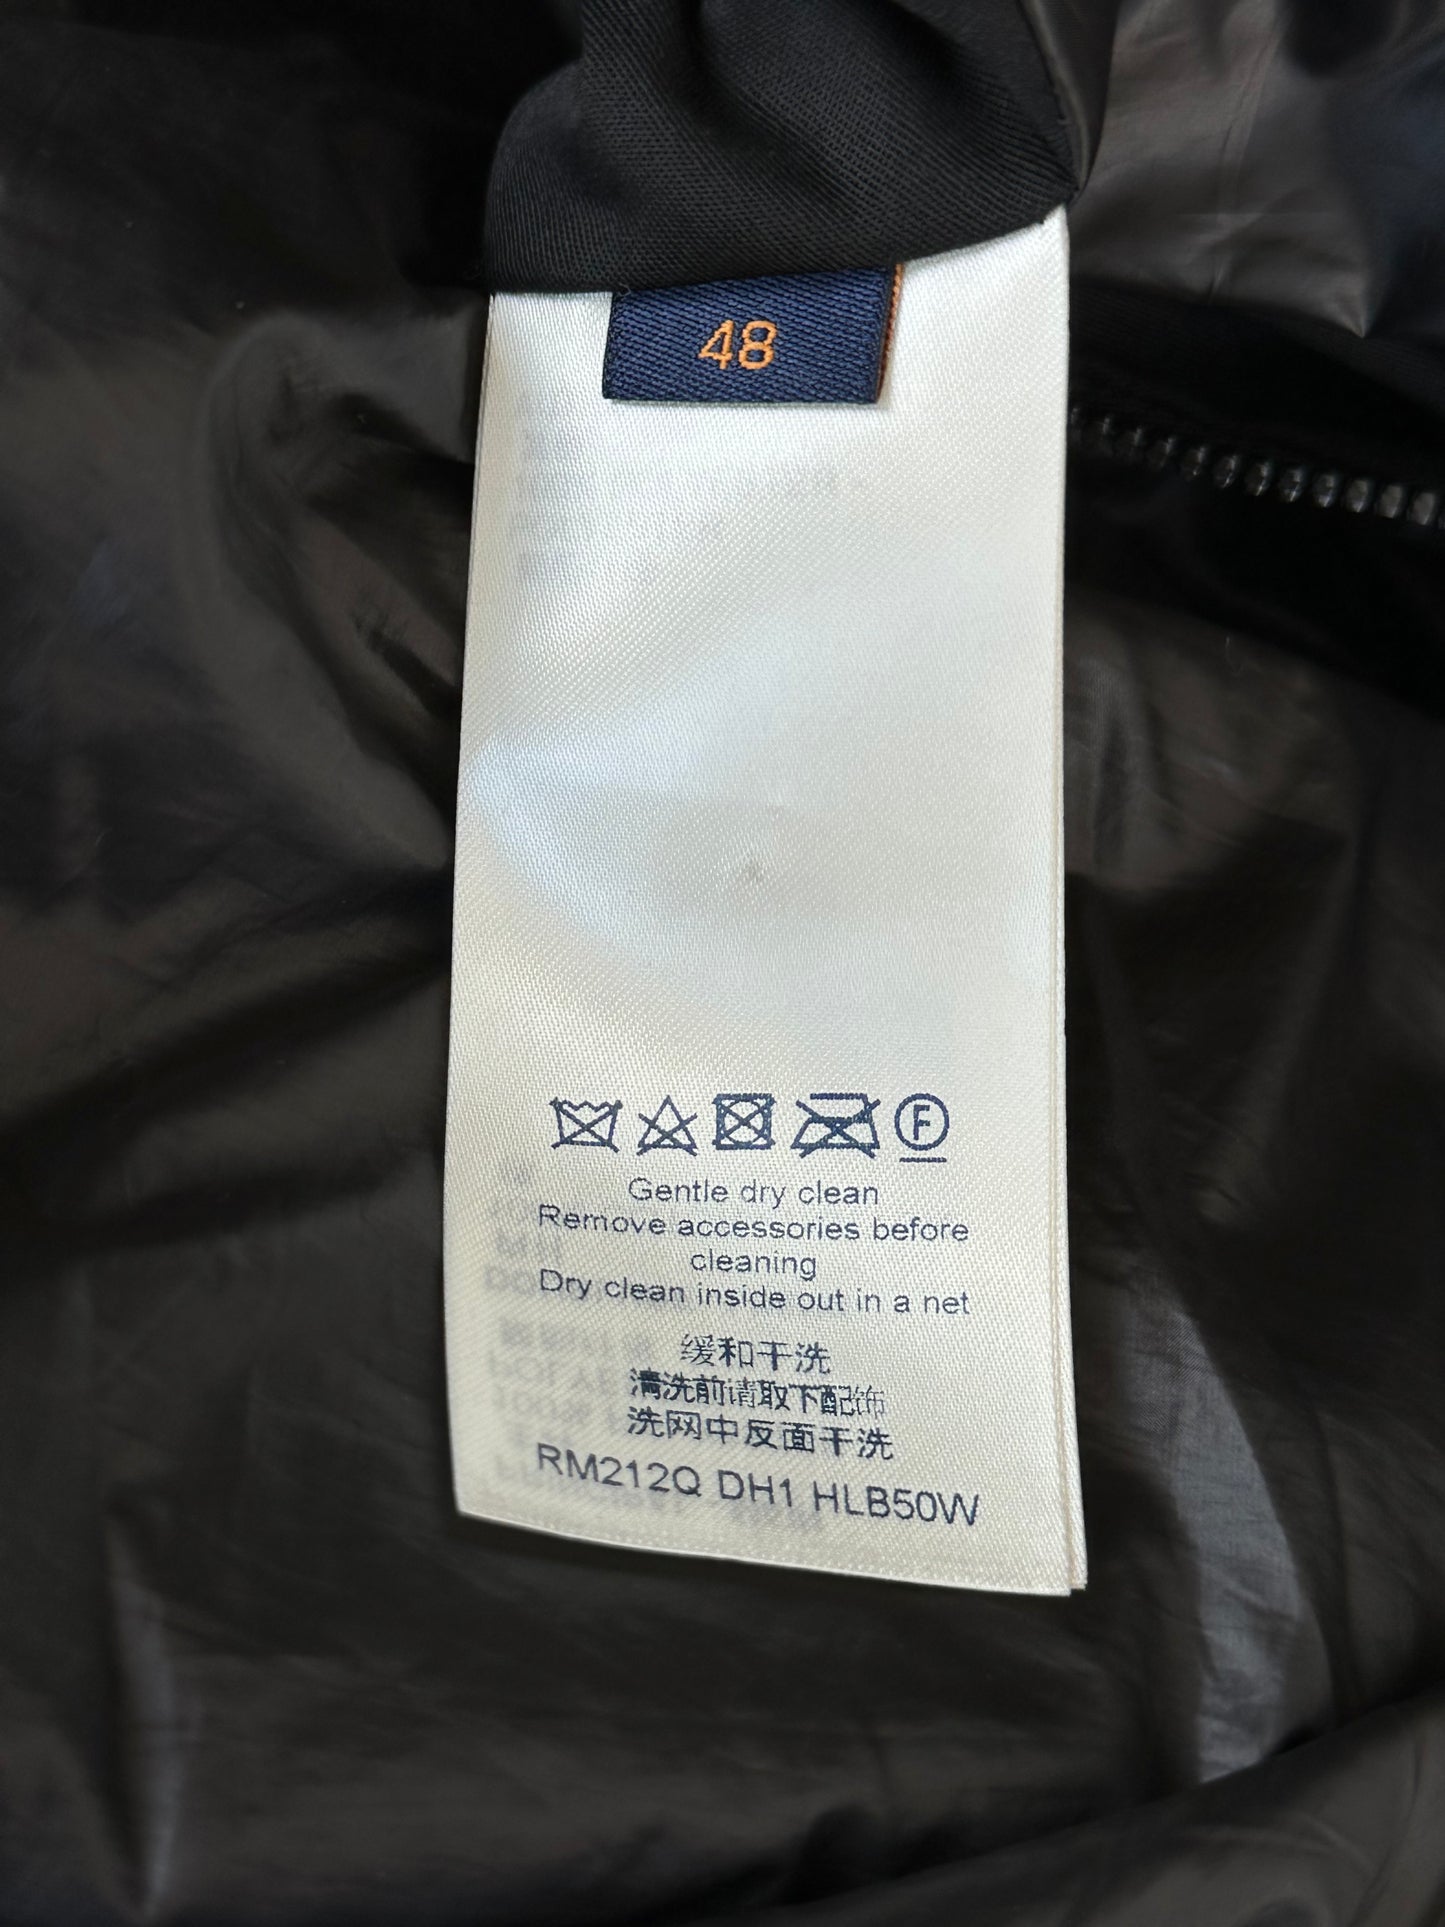 48
F
Gentle dry clean
Remove accessories before
cleaning
Dry clean inside out in a net
缓和干洗
清洗前请取下配饰
洗网中反面干洗
RM212Q DH1 HLB50W